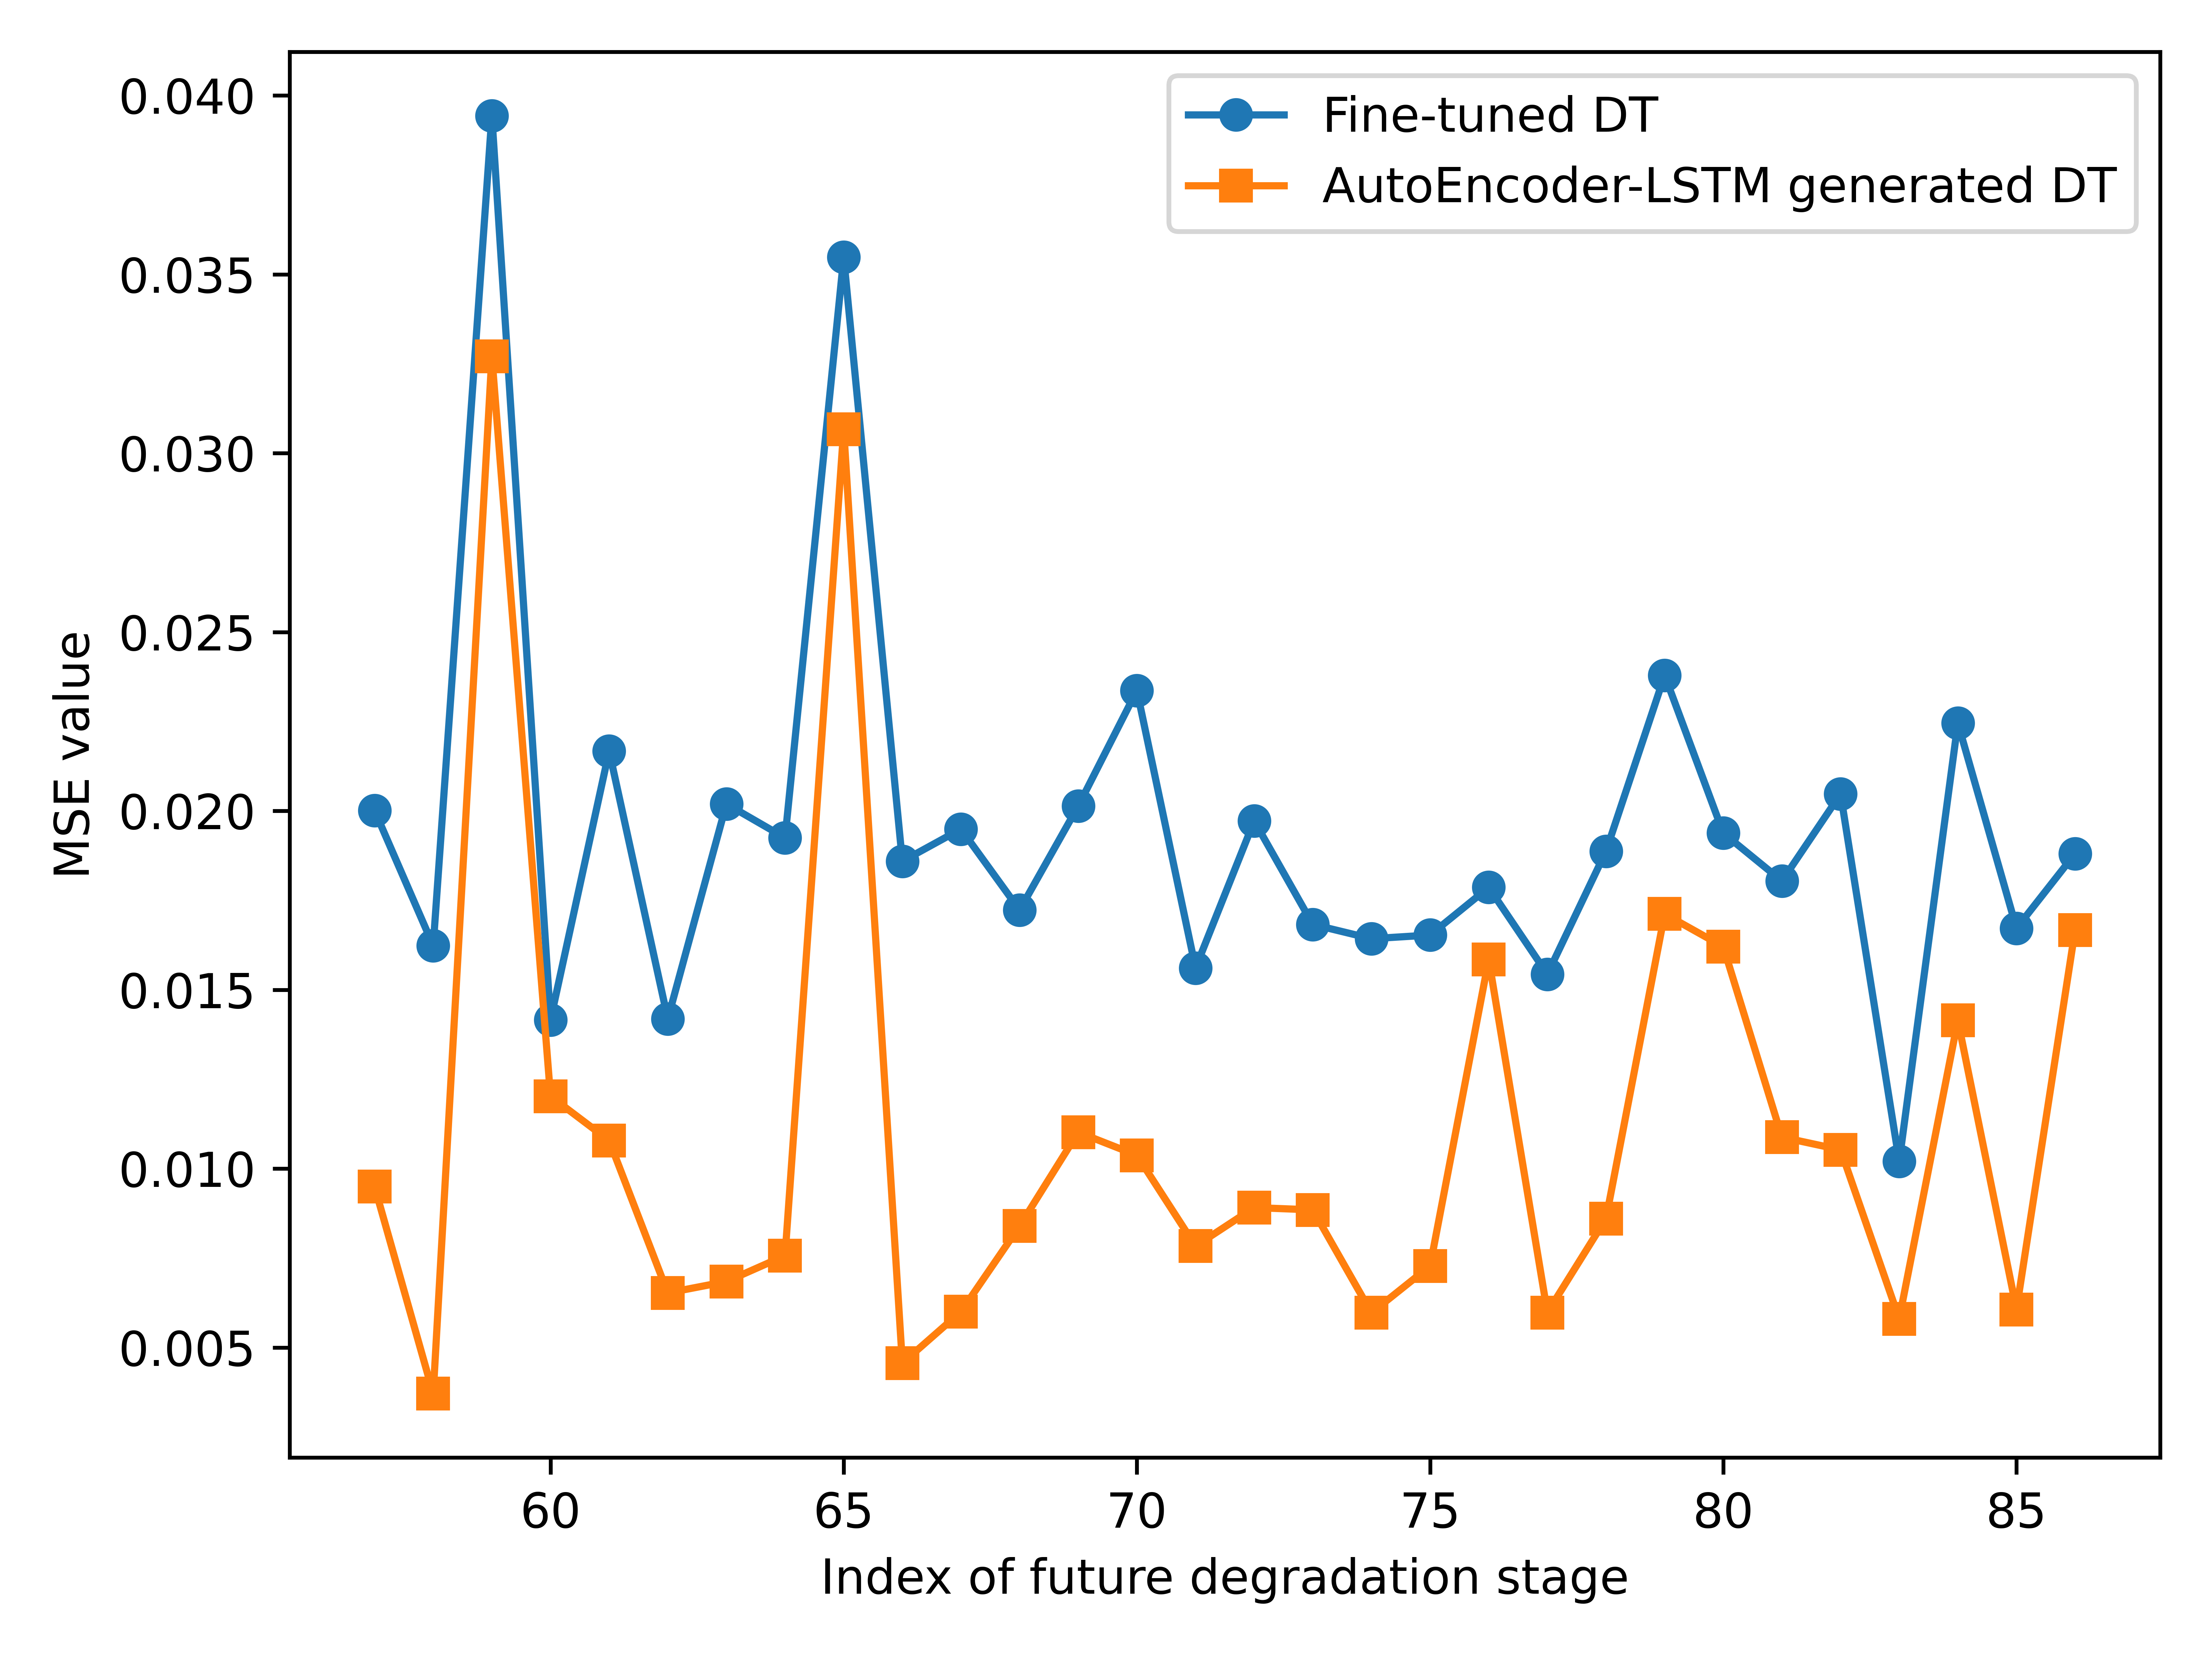 Fine-tuned DT
AutoEncoder-LSTM generated DT
0.040
0.035
0.030
0.025
0.020
0.015
0.010
0.005
MSE value
60 65 70 75 80 85
Index of future degradation stage